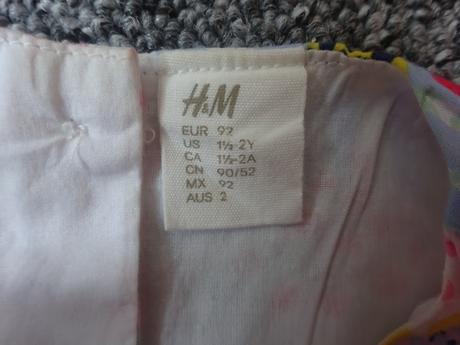 H&M
EUR 92
US 1½-2Y
CA 1½-2A
CN 90/52
MX 92
AUS 2